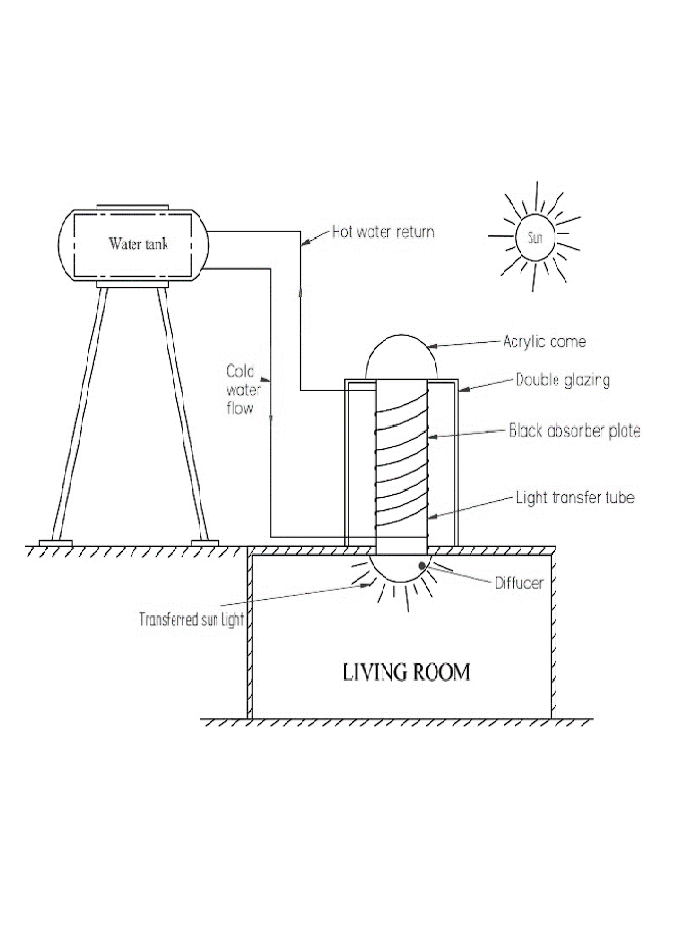 Water tank
Hot water return
Sun
Acrylic come
Cold
water
flow
Double glazing
Black absorber plate
Light transfer tube
Diffucer
Transferred sun Light
LIVING ROOM